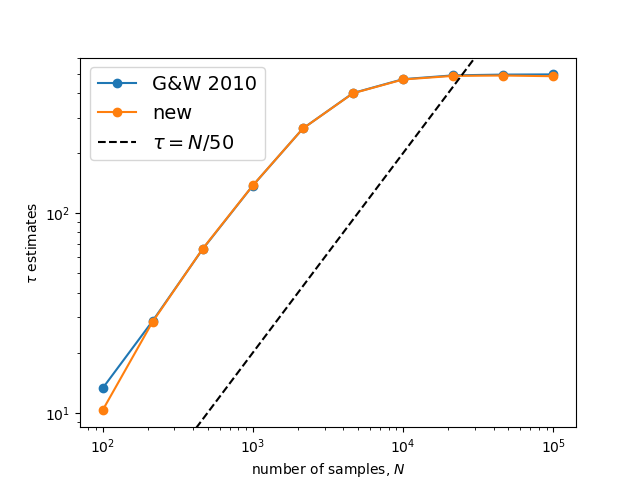 G&W 2010
new
τ = N/50
10²
10¹
τ estimates
10² 10³ 10⁴ 10⁵
number of samples, N